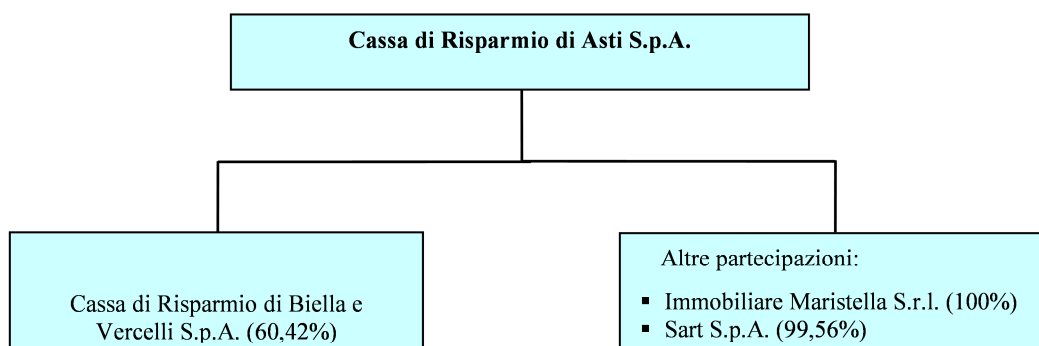 Cassa di Risparmio di Asti S.p.A.
Cassa di Risparmio di Biella e
Vercelli S.p.A. (60,42%)
Altre partecipazioni:
▪ Immobiliare Maristella S.r.l. (100%)
▪ Sart S.p.A. (99,56%)